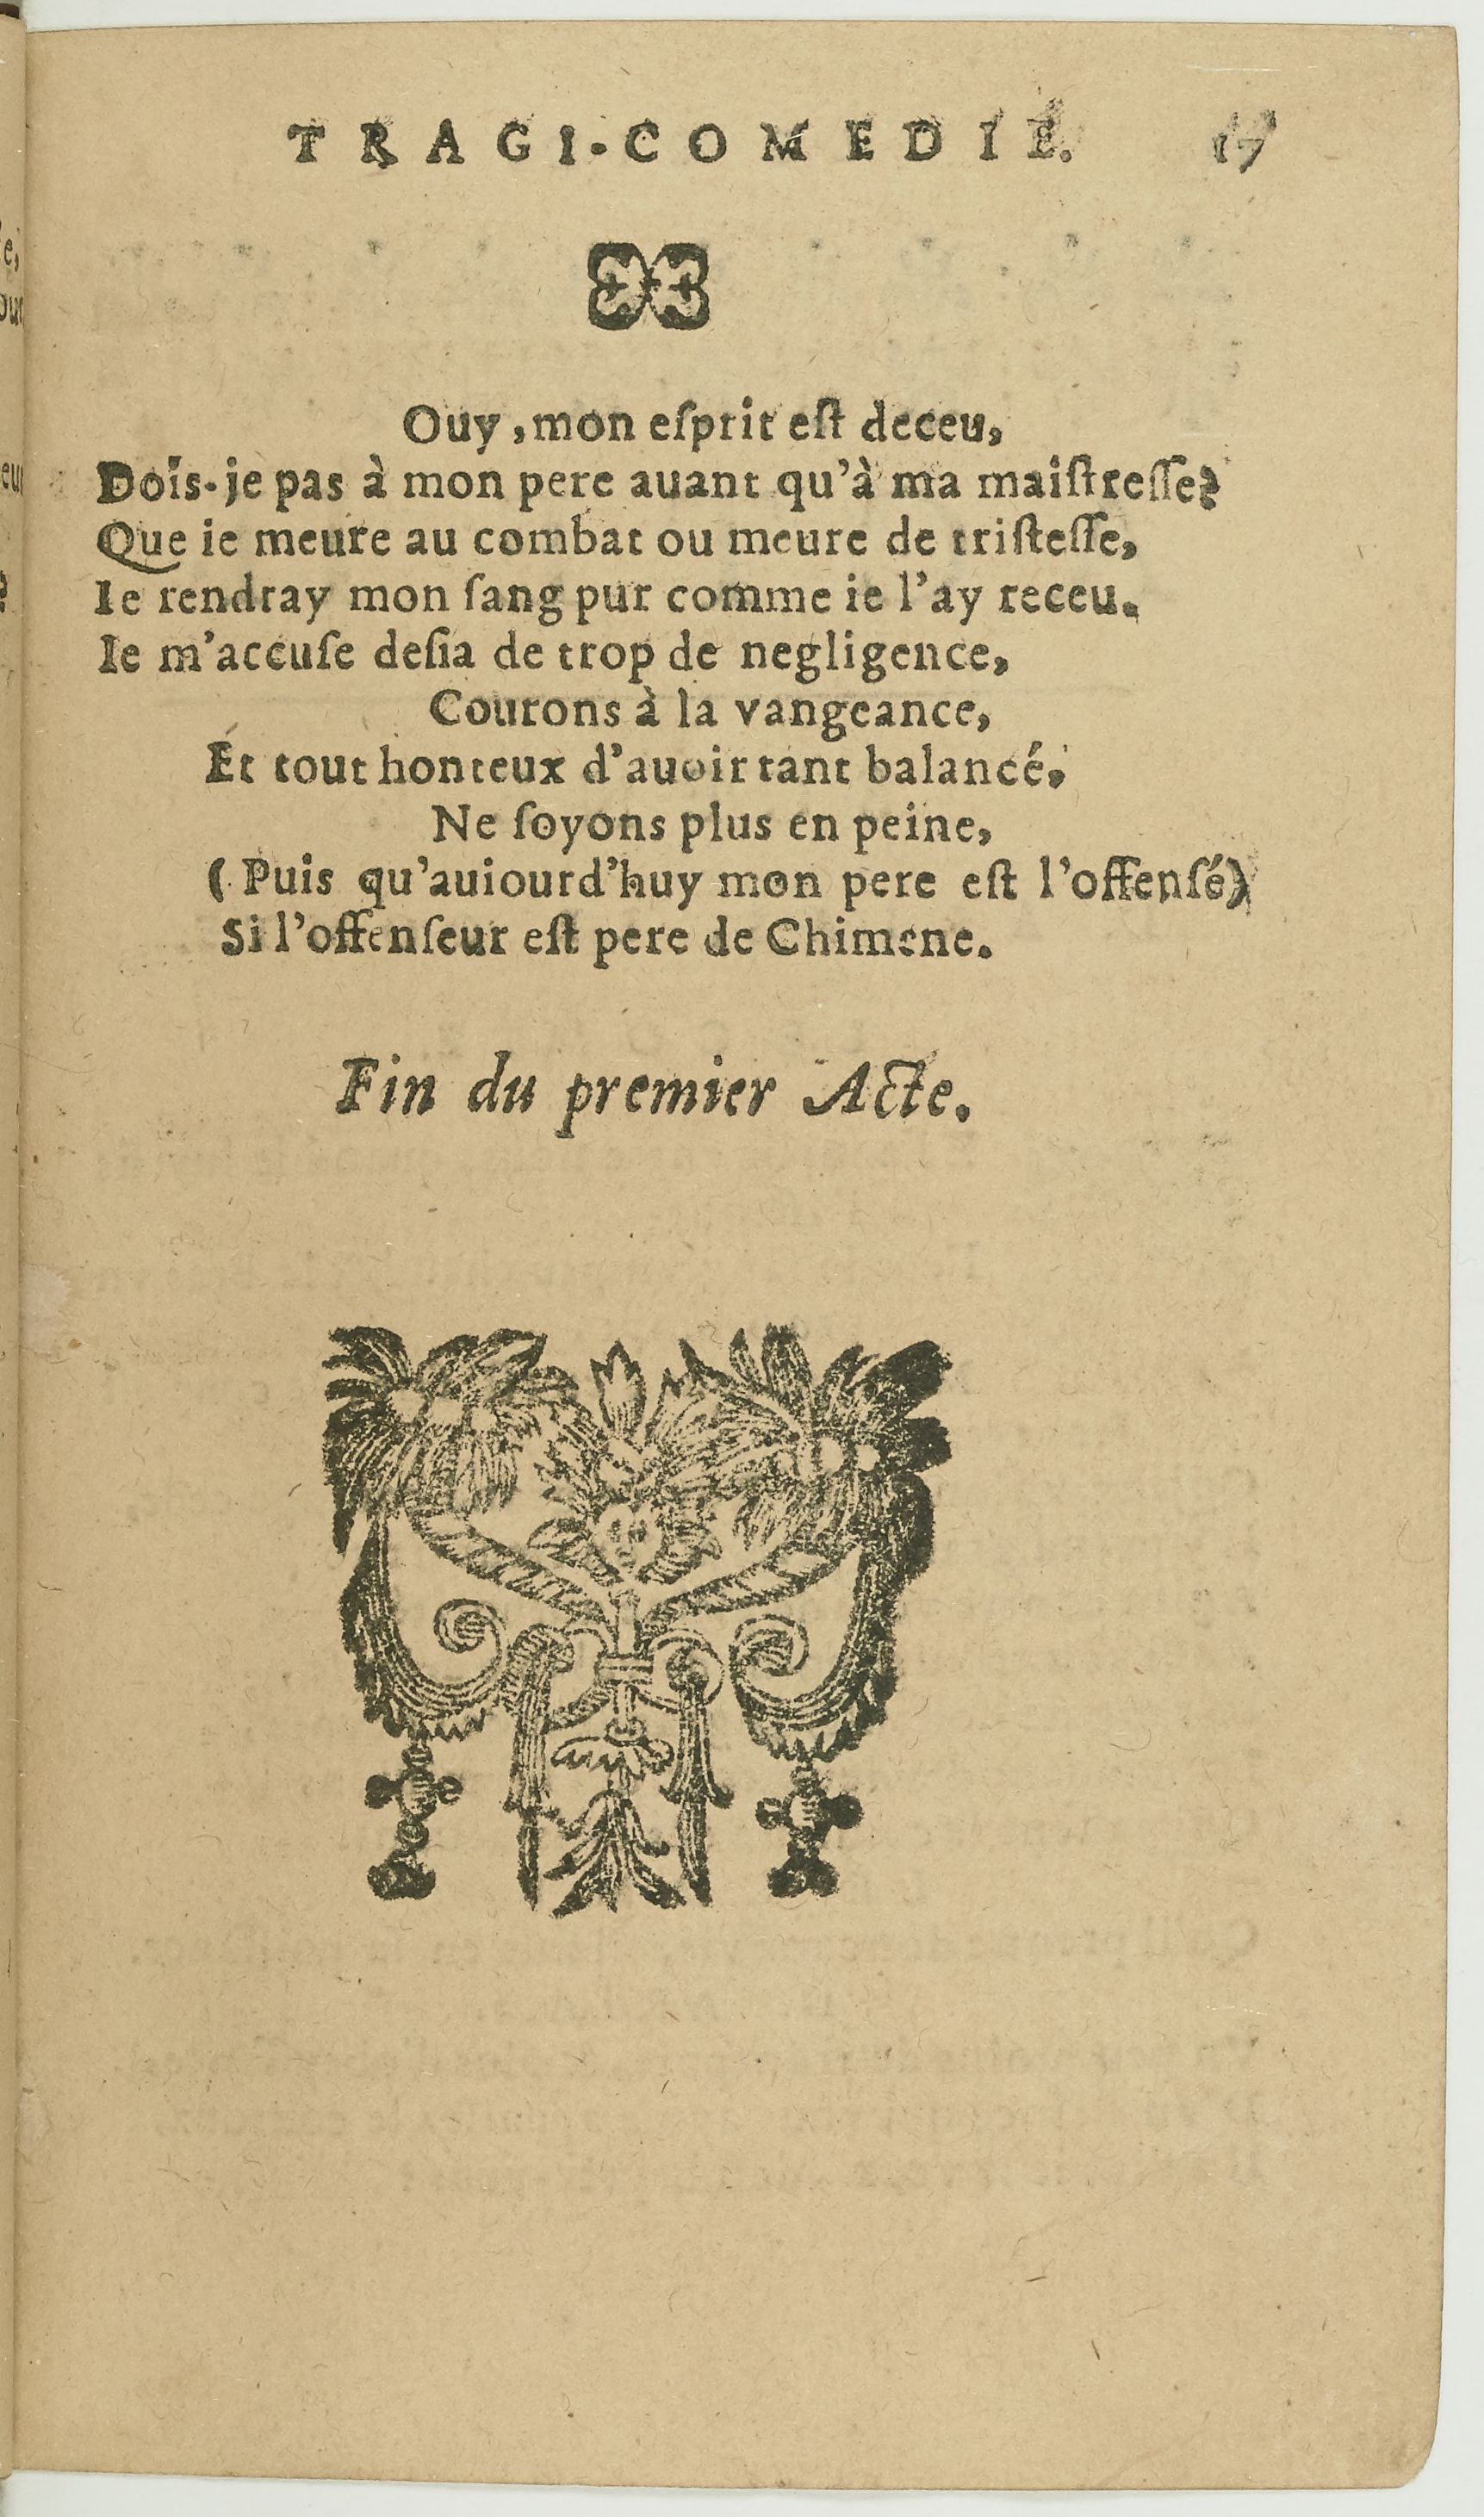 TRAGI-COMEDIE. 17
Ouy, mon eſprit eſt deceu,
Dois-je pas à mon pere auant qu'à ma maiſtreſſe?
Que ie meure au combat ou meure de triſteſſe,
Ie rendray mon ſang pur comme ie l'ay receu.
Ie m'accuſe deſia de trop de negligence,
Courons à la vangeance,
Et tout honteux d'auoir tant balancé,
Ne ſoyons plus en peine,
(Puis qu'auiourd'huy mon pere eſt l'offenſé)
Si l'offenſeur eſt pere de Chimene.
Fin du premier Acte.